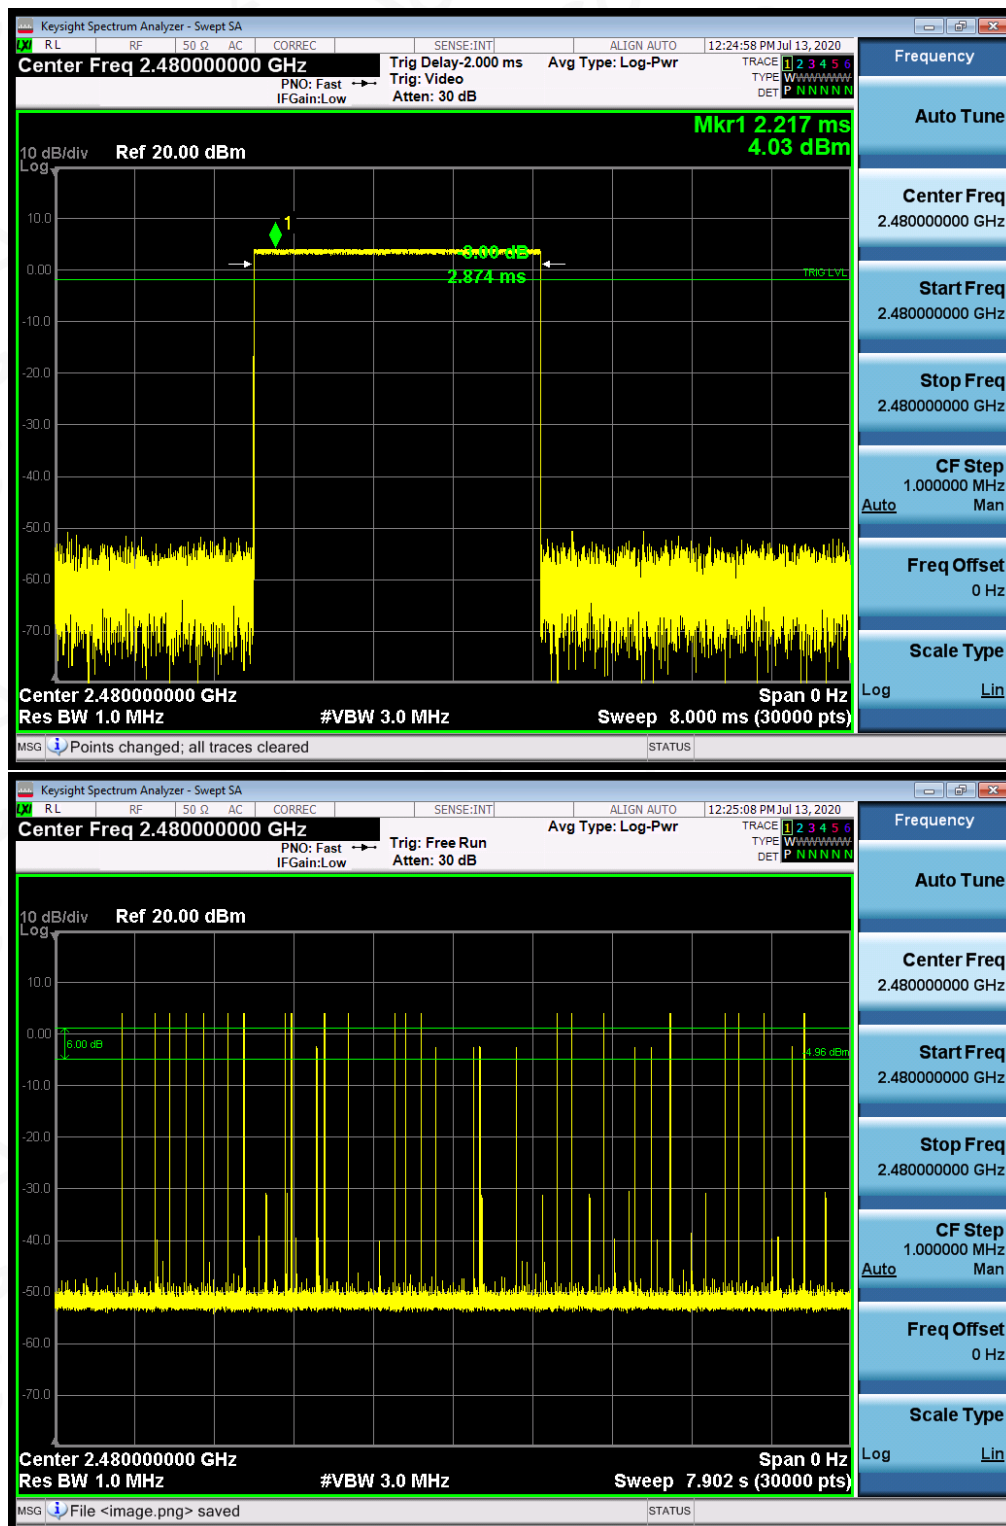 Keysight Spectrum Analyzer - Swept SA
LXI RL RF 50 Ω AC CORREC SENSE:INT ALIGN AUTO 12:24:58 PM Jul 13, 2020 Frequency
Center Freq 2.480000000 GHz Trig Delay-2.000 ms Avg Type: Log-Pwr TRACE 1 2 3 4 5 6
PNO: Fast Trig: Video TYPE WWWWWW
IFGain:Low Atten: 30 dB DET P N N N N N
Auto Tune
Mkr1 2.217 ms
4.03 dBm
10 dB/div Ref 20.00 dBm
Log
Center Freq
2.480000000 GHz
10.0
1
-3.00 dB
0.00
2.874 ms
TRIG LVL
Start Freq
2.480000000 GHz
-10.0
-20.0
Stop Freq
2.480000000 GHz
-30.0
-40.0
CF Step
1.000000 MHz
Auto Man
-50.0
-60.0
Freq Offset
0 Hz
-70.0
Scale Type
Log Lin
Center 2.480000000 GHz Span 0 Hz
Res BW 1.0 MHz #VBW 3.0 MHz Sweep 8.000 ms (30000 pts)
MSG Points changed; all traces cleared STATUS
Keysight Spectrum Analyzer - Swept SA
LXI RL RF 50 Ω AC CORREC SENSE:INT ALIGN AUTO 12:25:08 PM Jul 13, 2020 Frequency
Center Freq 2.480000000 GHz Avg Type: Log-Pwr TRACE 1 2 3 4 5 6
PNO: Fast Trig: Free Run TYPE WWWWWW
IFGain:Low Atten: 30 dB DET P N N N N N
Auto Tune
10 dB/div Ref 20.00 dBm
Log
Center Freq
2.480000000 GHz
10.0
0.00
6.00 dB
-4.96 dBm
Start Freq
2.480000000 GHz
-10.0
-20.0
Stop Freq
2.480000000 GHz
-30.0
-40.0
CF Step
1.000000 MHz
Auto Man
-50.0
-60.0
Freq Offset
0 Hz
-70.0
Scale Type
Log Lin
Center 2.480000000 GHz Span 0 Hz
Res BW 1.0 MHz #VBW 3.0 MHz Sweep 7.902 s (30000 pts)
MSG File <image.png> saved STATUS